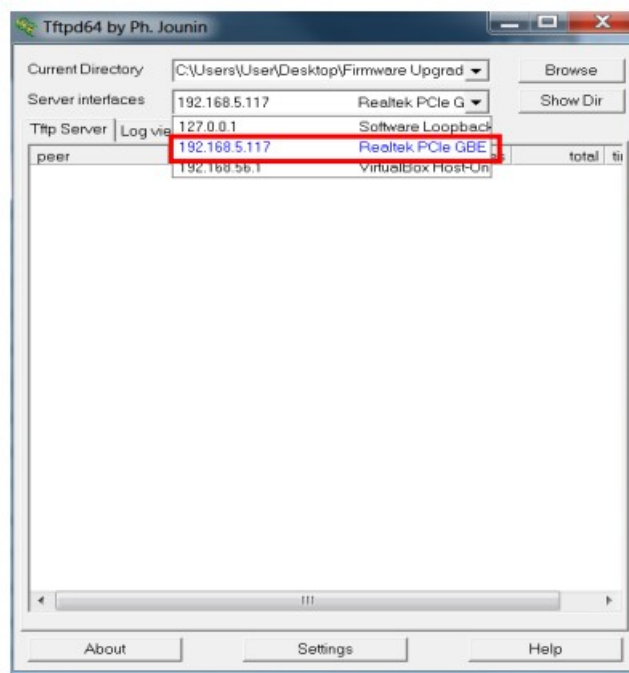 Tftpd64 by Ph. Jounin
Current Directory C:\Users\User\Desktop\Firmware Upgrad Browse
Server interfaces 192.168.5.117 Realtek PCIe G Show Dir
Tftp Server Log vie 127.0.0.1 Software Loopback
192.168.5.117 Realtek PCIe GBE
peer total
192.168.56.1 VirtualBox Host-On
About Settings Help